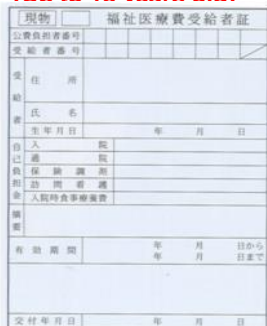 現物 福祉医療費受給者証
公費負担者番号
受給者番号
受給者
住所
氏名
生年月日 年 月 日
自己負担金
入院
通院
保険調剤
訪問看護
入院時食事療養費
摘要
有効期間 年 月 日から
年 月 日まで
交付年月日 年 月 日